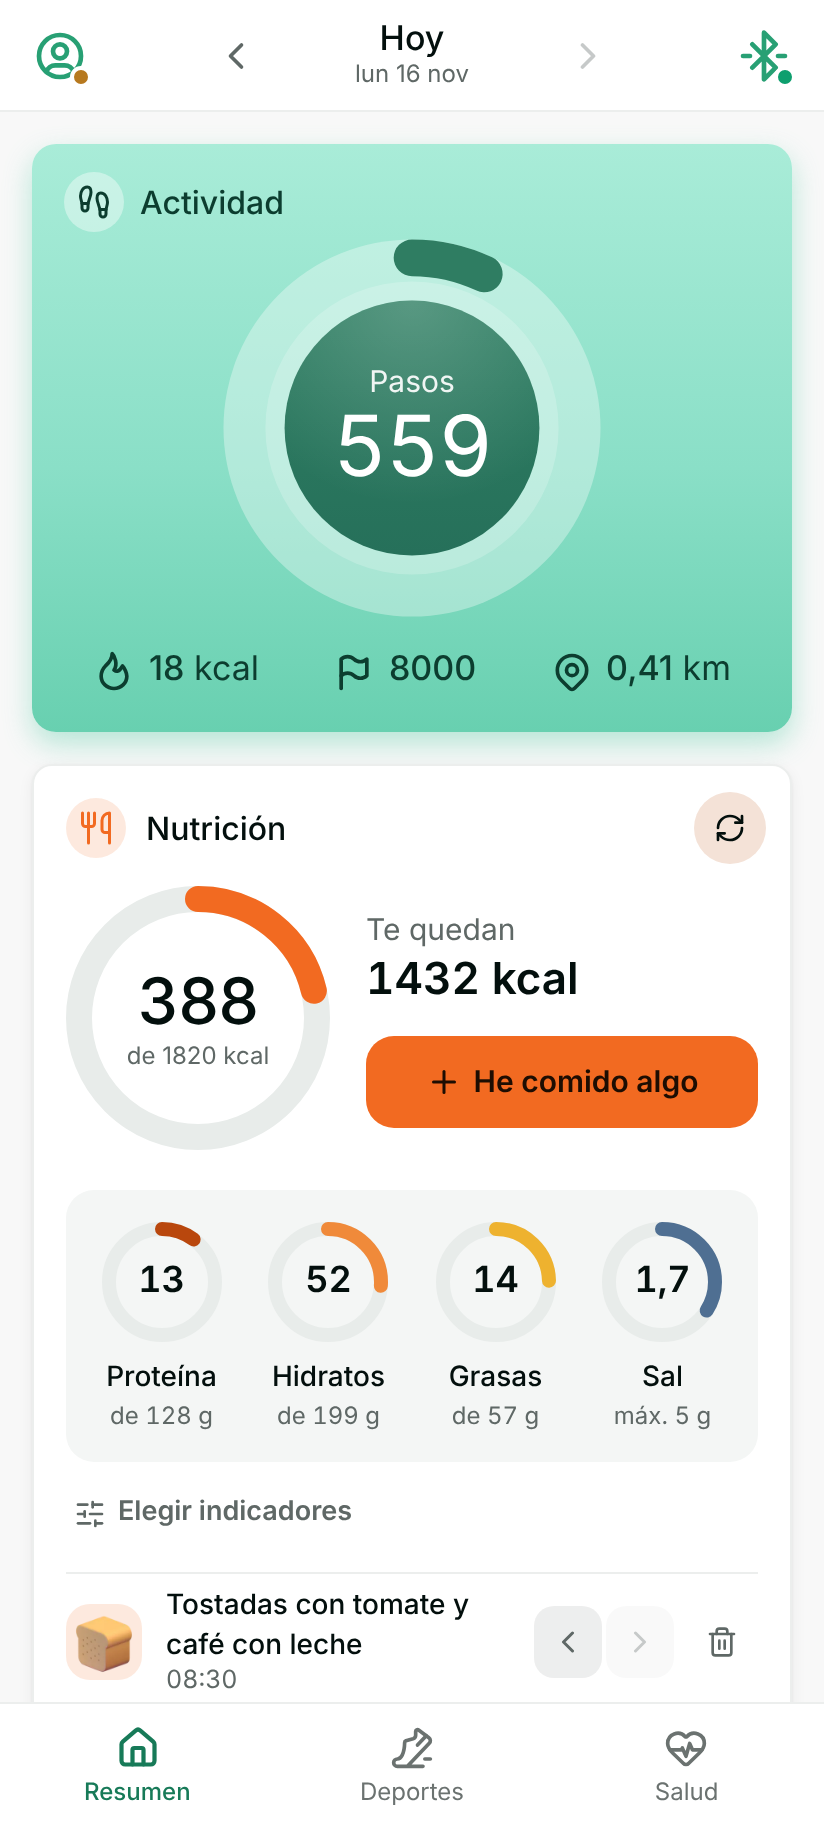 Hoy
lun 16 nov
Actividad
Pasos
559
18 kcal
8000
0,41 km
Nutrición
388
de 1820 kcal
Te quedan
1432 kcal
He comido algo
13
52
14
1,7
Proteína
Hidratos
Grasas
Sal
de 128 g
de 199 g
de 57 g
máx. 5 g
Elegir indicadores
Tostadas con tomate y
café con leche
08:30
Resumen
Deportes
Salud